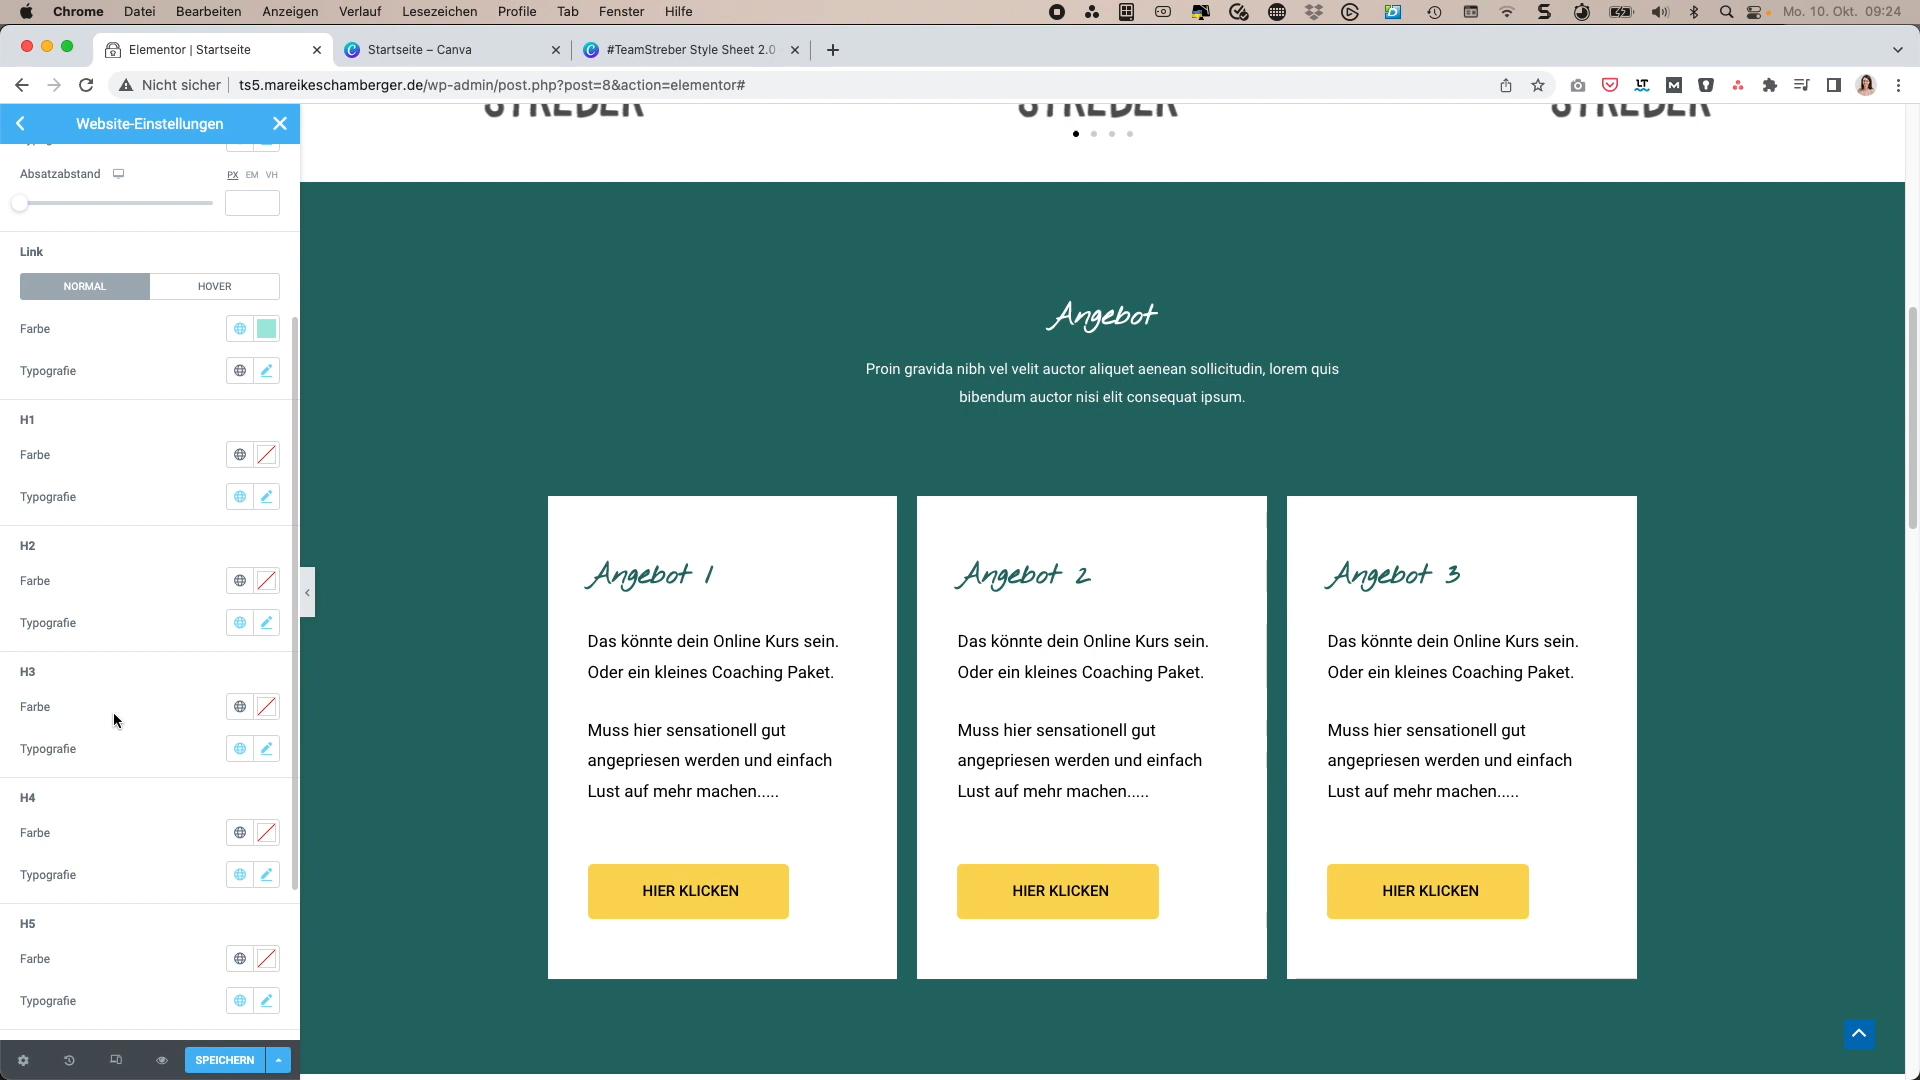 Chrome Datei Bearbeiten Anzeigen Verlauf Lesezeichen Profile Tab Fenster Hilfe Mo. 10. Okt. 09:24
Elementor | Startseite Startseite – Canva #TeamStreber Style Sheet 2.0
Nicht sicher ts5.mareikeschamberger.de/wp-admin/post.php?post=8&action=elementor#
Website-Einstellungen
Absatzabstand PX EM VH
Link
NORMAL HOVER
Farbe
Typografie
H1
Farbe
Typografie
H2
Farbe
Typografie
H3
Farbe
Typografie
H4
Farbe
Typografie
H5
Farbe
Typografie
SPEICHERN
STREBER STREBER STREBER
Angebot
Proin gravida nibh vel velit auctor aliquet aenean sollicitudin, lorem quis
bibendum auctor nisi elit consequat ipsum.
Angebot 1
Das könnte dein Online Kurs sein.
Oder ein kleines Coaching Paket.
Muss hier sensationell gut
angepriesen werden und einfach
Lust auf mehr machen.....
HIER KLICKEN
Angebot 2
Das könnte dein Online Kurs sein.
Oder ein kleines Coaching Paket.
Muss hier sensationell gut
angepriesen werden und einfach
Lust auf mehr machen.....
HIER KLICKEN
Angebot 3
Das könnte dein Online Kurs sein.
Oder ein kleines Coaching Paket.
Muss hier sensationell gut
angepriesen werden und einfach
Lust auf mehr machen.....
HIER KLICKEN